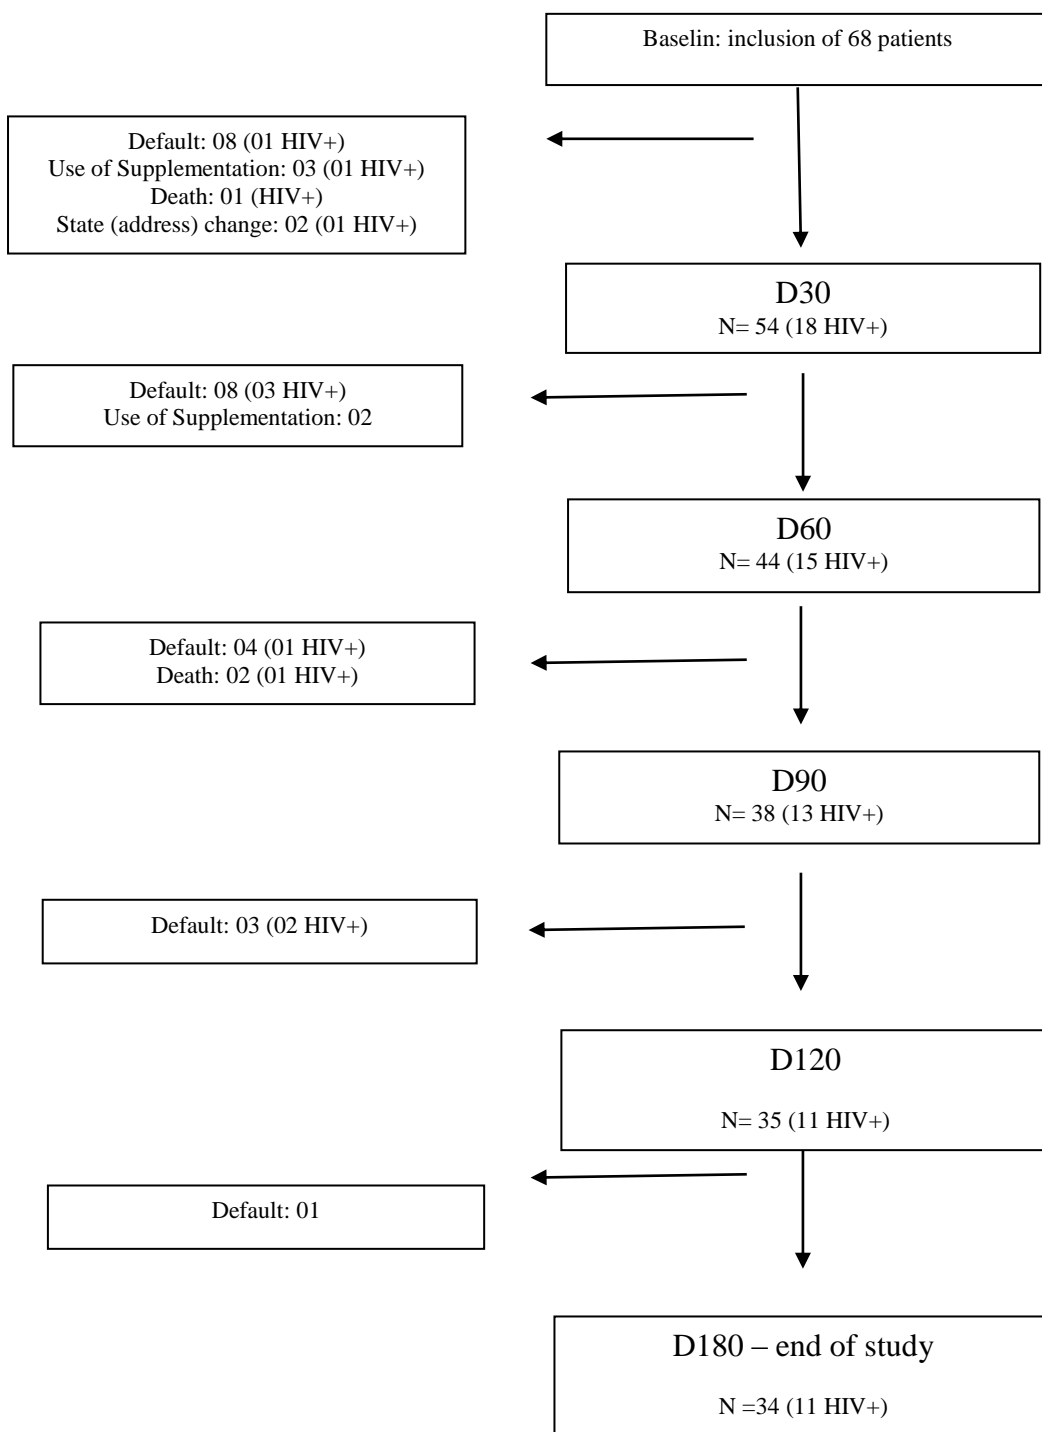 Baselin: inclusion of 68 patients
Default: 08 (01 HIV+)
Use of Supplementation: 03 (01 HIV+)
Death: 01 (HIV+)
State (address) change: 02 (01 HIV+)
D30
N= 54 (18 HIV+)
Default: 08 (03 HIV+)
Use of Supplementation: 02
D60
N= 44 (15 HIV+)
Default: 04 (01 HIV+)
Death: 02 (01 HIV+)
D90
N= 38 (13 HIV+)
Default: 03 (02 HIV+)
D120
N= 35 (11 HIV+)
Default: 01
D180 – end of study
N =34 (11 HIV+)